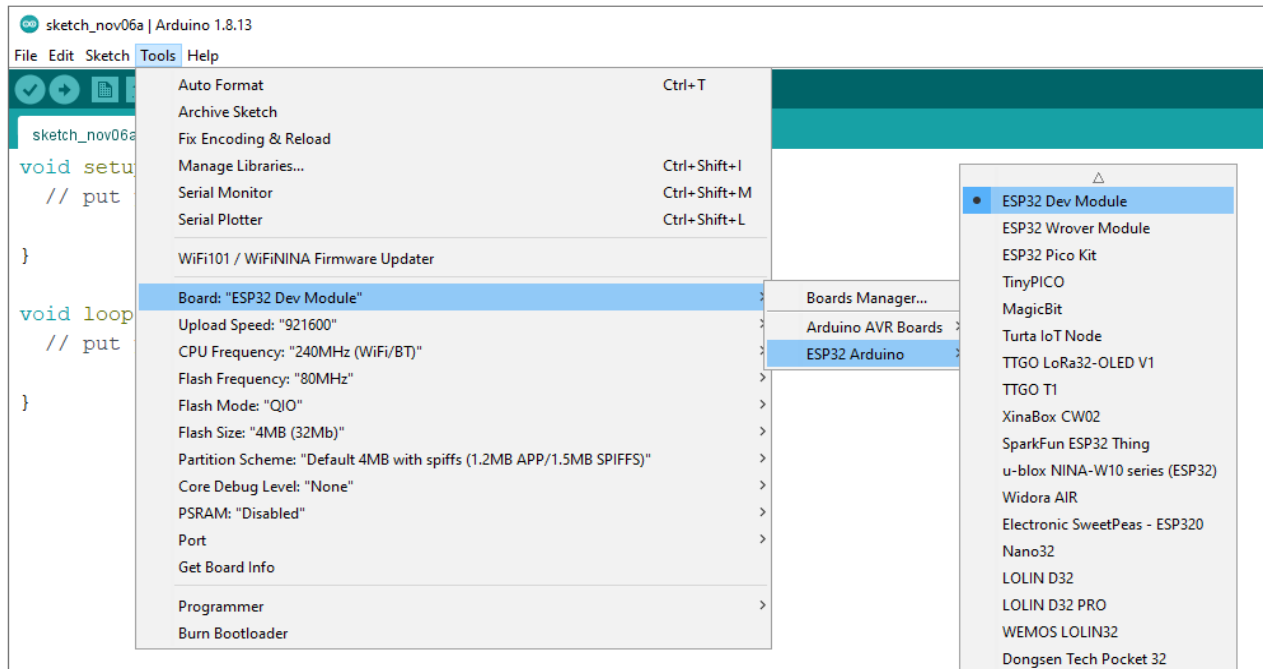 sketch_nov06a | Arduino 1.8.13
File Edit Sketch Tools Help
sketch_nov06a
void setu
// put
}
void loop
// put
}
Auto Format Ctrl+T
Archive Sketch
Fix Encoding & Reload
Manage Libraries... Ctrl+Shift+I
Serial Monitor Ctrl+Shift+M
Serial Plotter Ctrl+Shift+L
WiFi101 / WiFiNINA Firmware Updater
Board: "ESP32 Dev Module"
Upload Speed: "921600"
CPU Frequency: "240MHz (WiFi/BT)"
Flash Frequency: "80MHz"
Flash Mode: "QIO"
Flash Size: "4MB (32Mb)"
Partition Scheme: "Default 4MB with spiffs (1.2MB APP/1.5MB SPIFFS)"
Core Debug Level: "None"
PSRAM: "Disabled"
Port
Get Board Info
Programmer
Burn Bootloader
Boards Manager...
Arduino AVR Boards
ESP32 Arduino
ESP32 Dev Module
ESP32 Wrover Module
ESP32 Pico Kit
TinyPICO
MagicBit
Turta IoT Node
TTGO LoRa32-OLED V1
TTGO T1
XinaBox CW02
SparkFun ESP32 Thing
u-blox NINA-W10 series (ESP32)
Widora AIR
Electronic SweetPeas - ESP320
Nano32
LOLIN D32
LOLIN D32 PRO
WEMOS LOLIN32
Dongsen Tech Pocket 32